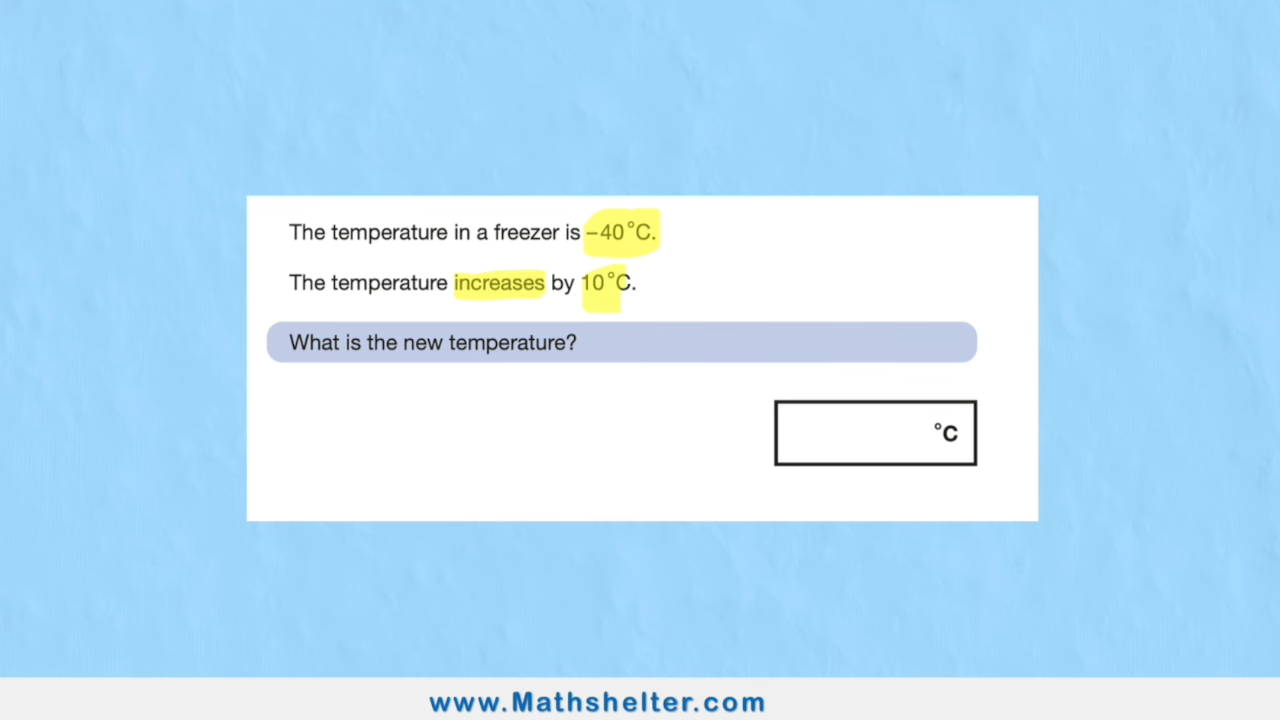 The temperature in a freezer is –40°C.
The temperature increases by 10°C.
What is the new temperature?
°C
www.Mathshelter.com